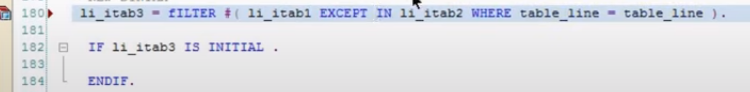 180 li_itab3 = fILTER #( li_itab1 EXCEPT IN li_itab2 WHERE table_line = table_line ).
181
182 IF li_itab3 IS INITIAL .
183
184 ENDIF.